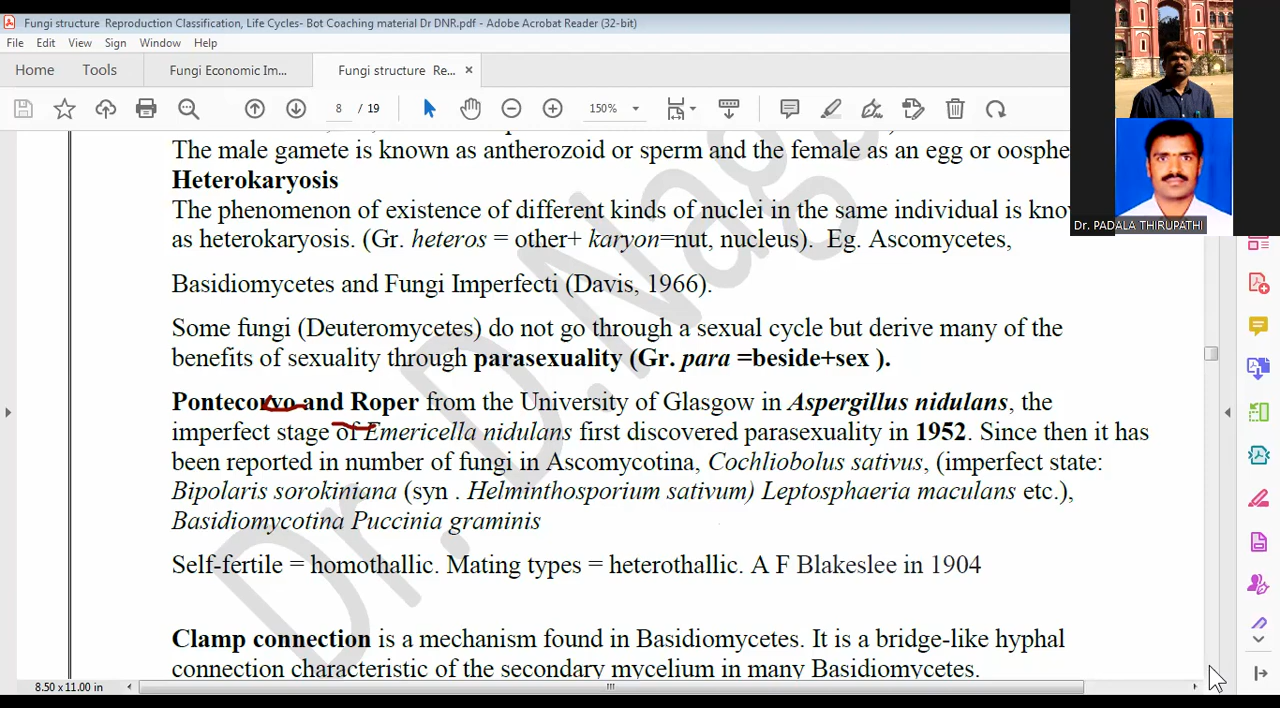 Fungi structure Reproduction Classification, Life Cycles- Bot Coaching material Dr DNR.pdf - Adobe Acrobat Reader (32-bit)
File Edit View Sign Window Help
Home Tools Fungi Economic Im... Fungi structure Re... ×
8 / 19 150%
The male gamete is known as antherozoid or sperm and the female as an egg or oosphe
Heterokaryosis
The phenomenon of existence of different kinds of nuclei in the same individual is know
as heterokaryosis. (Gr. heteros = other+ karyon=nut, nucleus). Eg. Ascomycetes,
Basidiomycetes and Fungi Imperfecti (Davis, 1966).
Some fungi (Deuteromycetes) do not go through a sexual cycle but derive many of the
benefits of sexuality through parasexuality (Gr. para =beside+sex ).
Pontecorvo and Roper from the University of Glasgow in Aspergillus nidulans, the
imperfect stage of Emericella nidulans first discovered parasexuality in 1952. Since then it has
been reported in number of fungi in Ascomycotina, Cochliobolus sativus, (imperfect state:
Bipolaris sorokiniana (syn . Helminthosporium sativum) Leptosphaeria maculans etc.),
Basidiomycotina Puccinia graminis
Self-fertile = homothallic. Mating types = heterothallic. A F Blakeslee in 1904
Clamp connection is a mechanism found in Basidiomycetes. It is a bridge-like hyphal
connection characteristic of the secondary mycelium in many Basidiomycetes.
8.50 x 11.00 in
Dr. PADALA THIRUPATHI
Dr.D.Nage